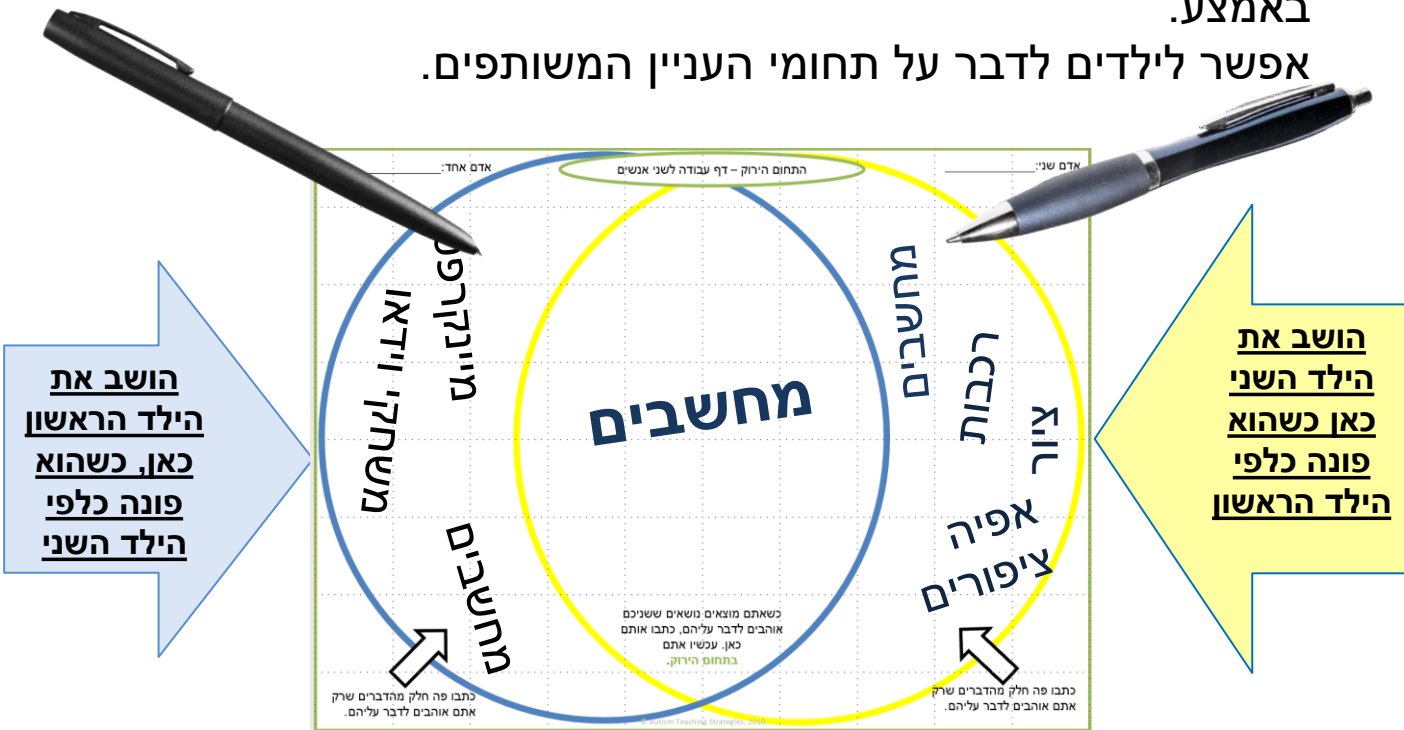 באמצע.
אפשר לילדים לדבר על תחומי העניין המשותפים.
אדם שני:
התחום הירוק – דף עבודה לשני אנשים
אדם אחד:
הושב את
הילד השני
כאן כשהוא
פונה כלפי
הילד הראשון
מחשבים
רכבות
ציור
אפיה
ציפורים
מחשבים
משחקי וידאו
מחשבים
הושב את
הילד הראשון
כאן, כשהוא
פונה כלפי
הילד השני
כשאתם מוצאים נושאים ששניכם
אוהבים לדבר עליהם, כתבו אותם
כאן. עכשיו אתם
בתחום הירוק.
כתבו פה חלק מהדברים שרק
אתם אוהבים לדבר עליהם.
כתבו פה חלק מהדברים שרק
אתם אוהבים לדבר עליהם.
© Autism Teaching Strategies, 2010